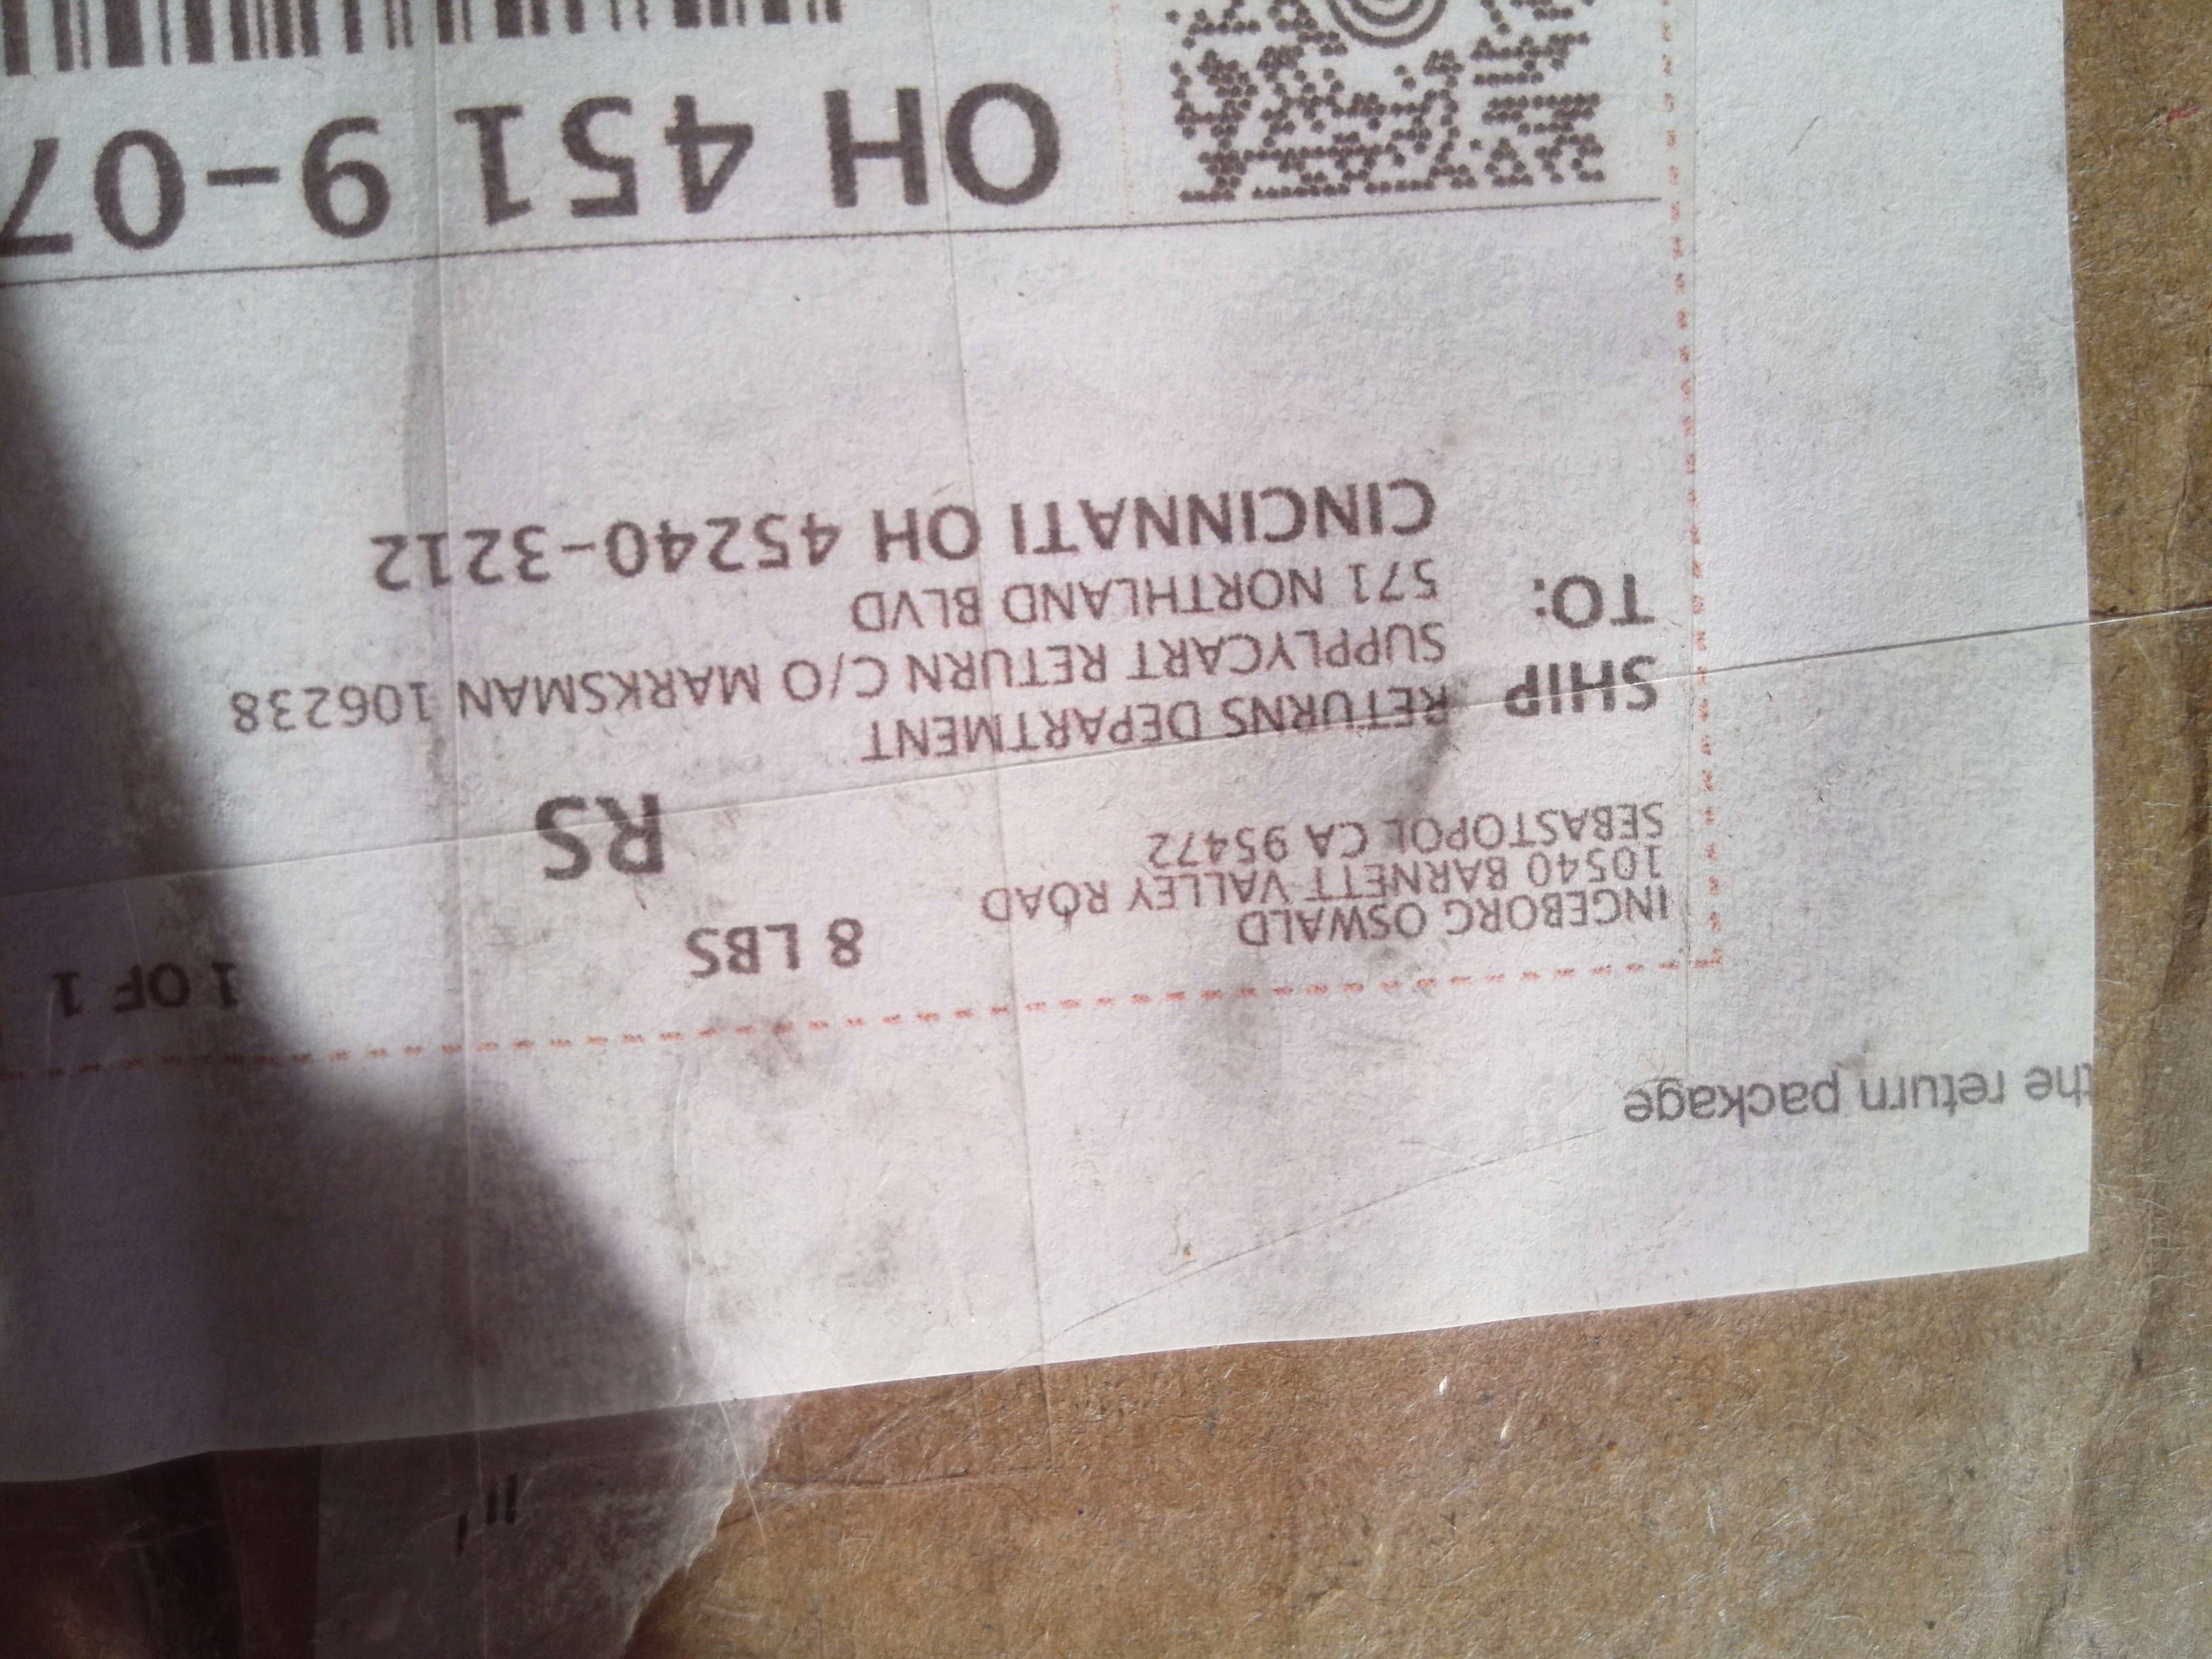 the return package
INGEBORG OSWALD
10540 BARNETT VALLEY ROAD
SEBASTOPOL CA 95472
8 LBS
1 OF 1
RS
SHIP
TO:
RETURNS DEPARTMENT
SUPPLYCART RETURN C/O MARKSMAN 106238
571 NORTHLAND BLVD
CINCINNATI OH 45240-3212
OH 451 9-07